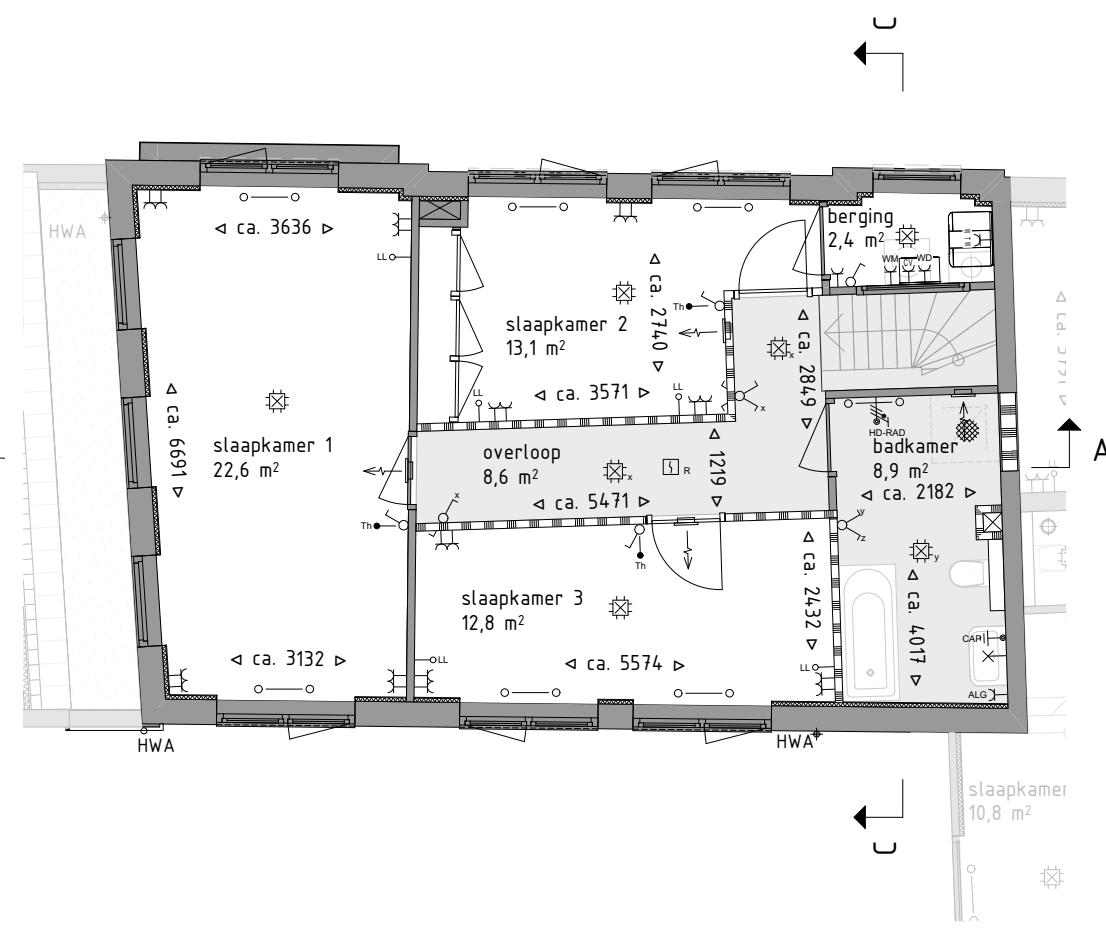 HWA
ca. 3636
LL
berging
2,4 m²
WM
CV
WD
MTR
Th
ca. 2740
slaapkamer 2
13,1 m²
x
ca. 2849
LL
ca. 3571
LL
x
ca. 6691
slaapkamer 1
22,6 m²
overloop
8,6 m²
x
R
ca. 1219
ca. 5471
x
Th
HD-RAD
badkamer
8,9 m²
ca. 2182
A
y
z
y
Th
slaapkamer 3
12,8 m²
ca. 2432
ca. 4017
ca. 3132
LL
ca. 5574
LL
CAP
ALG
HWA
HWA
slaapkamer
10,8 m²
LL